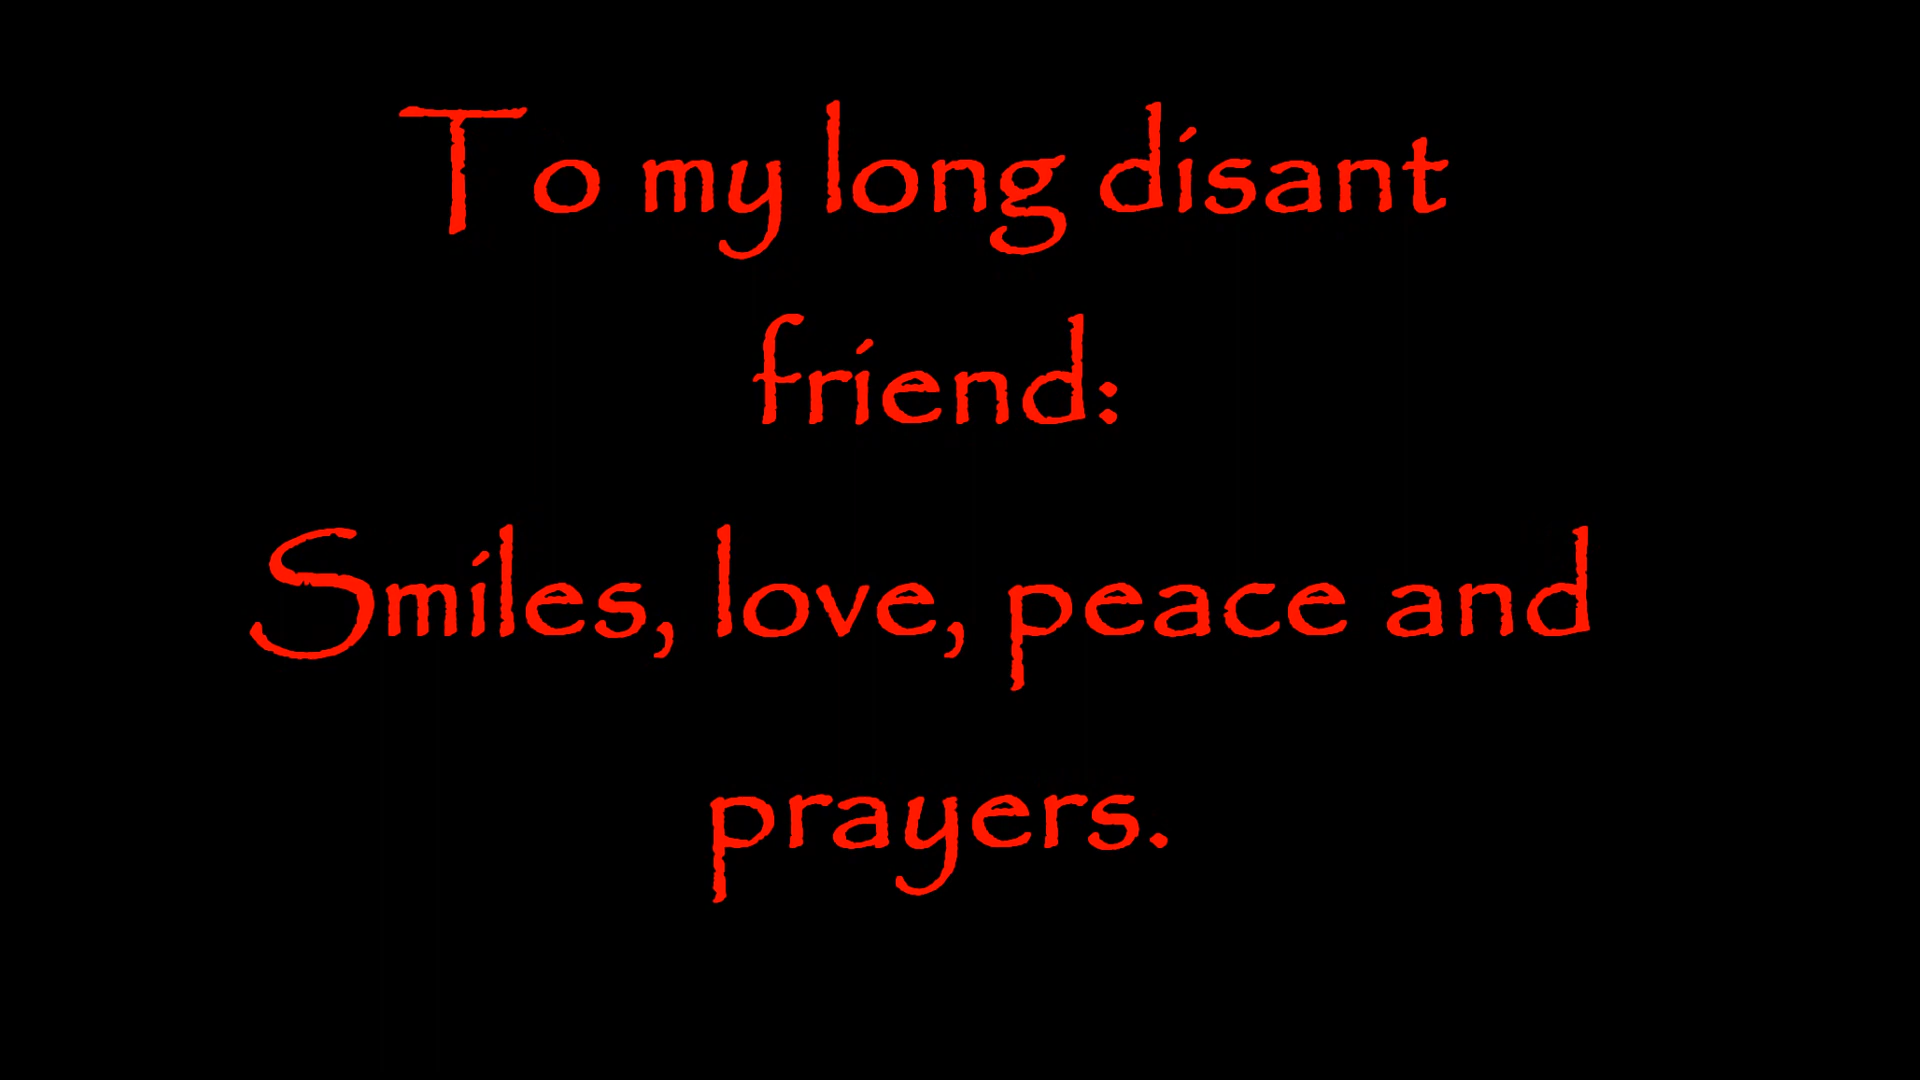 To my long disant
friend:
Smiles, love, peace and
prayers.